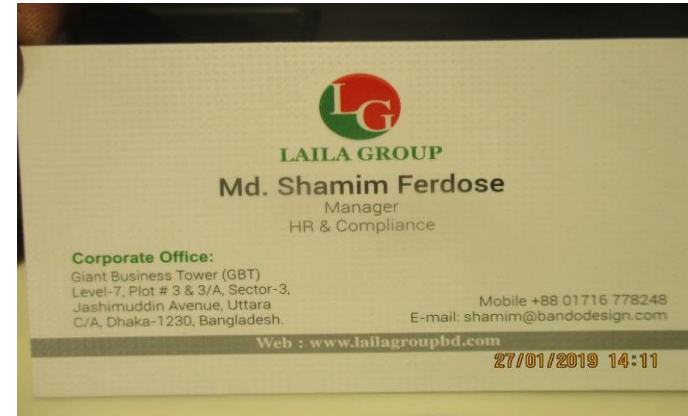 LG
LAILA GROUP
Md. Shamim Ferdose
Manager
HR & Compliance
Corporate Office:
Giant Business Tower (GBT)
Level-7, Plot # 3 & 3/A, Sector-3,
Jashimuddin Avenue, Uttara
C/A, Dhaka-1230, Bangladesh.
Mobile +88 01716 778248
E-mail: shamim@bandodesign.com
Web : www.lailagroupbd.com
27/01/2019 14:11